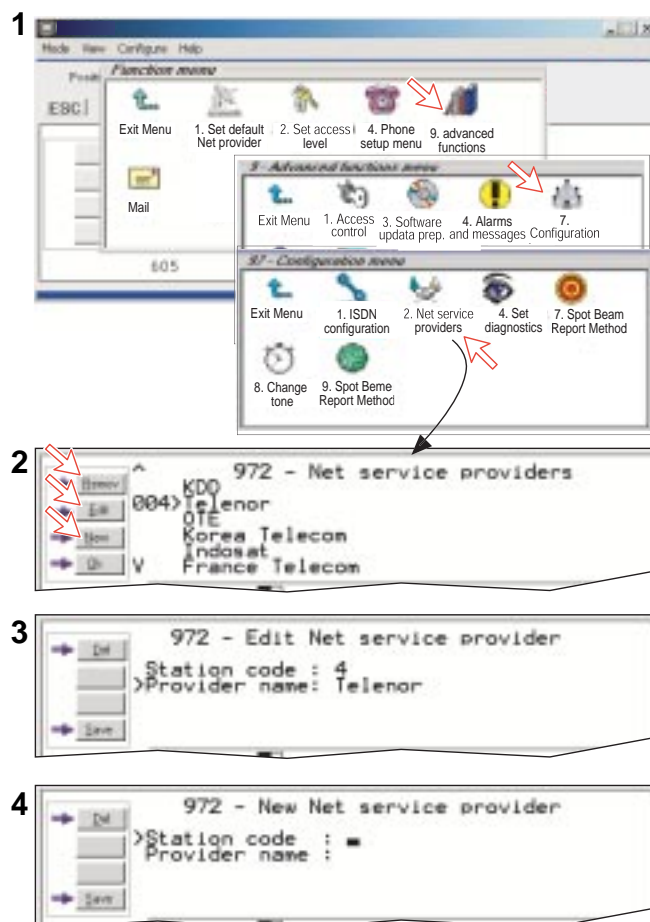 1
Mode View Configure Help
Function menu
ESC
Exit Menu
1. Set default Net provider
2. Set access level
4. Phone setup menu
9. advanced functions
Mail
605
9 - Advanced functions menu
Exit Menu
1. Access control
3. Software updata prep.
4. Alarms and messages
7. Configuration
97 - Configuration menu
Exit Menu
1. ISDN configuration
2. Net service providers
4. Set diagnostics
7. Spot Beam Report Method
8. Change tone
9. Spot Beme Report Method
2
972 - Net service providers
Remov
Edit
New
Ok
^
KDD
004>Telenor
OTE
Korea Telecom
Indosat
V France Telecom
3
972 - Edit Net service provider
Del
Station code : 4
>Provider name: Telenor
Save
4
972 - New Net service provider
Del
>Station code :
Provider name :
Save